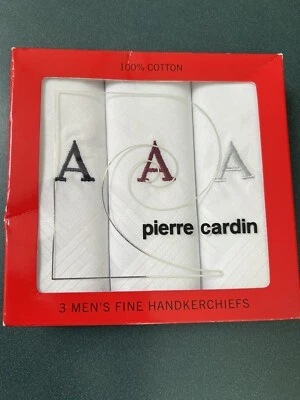 100% COTTON
A A A
pierre cardin
3 MEN'S FINE HANDKERCHIEFS